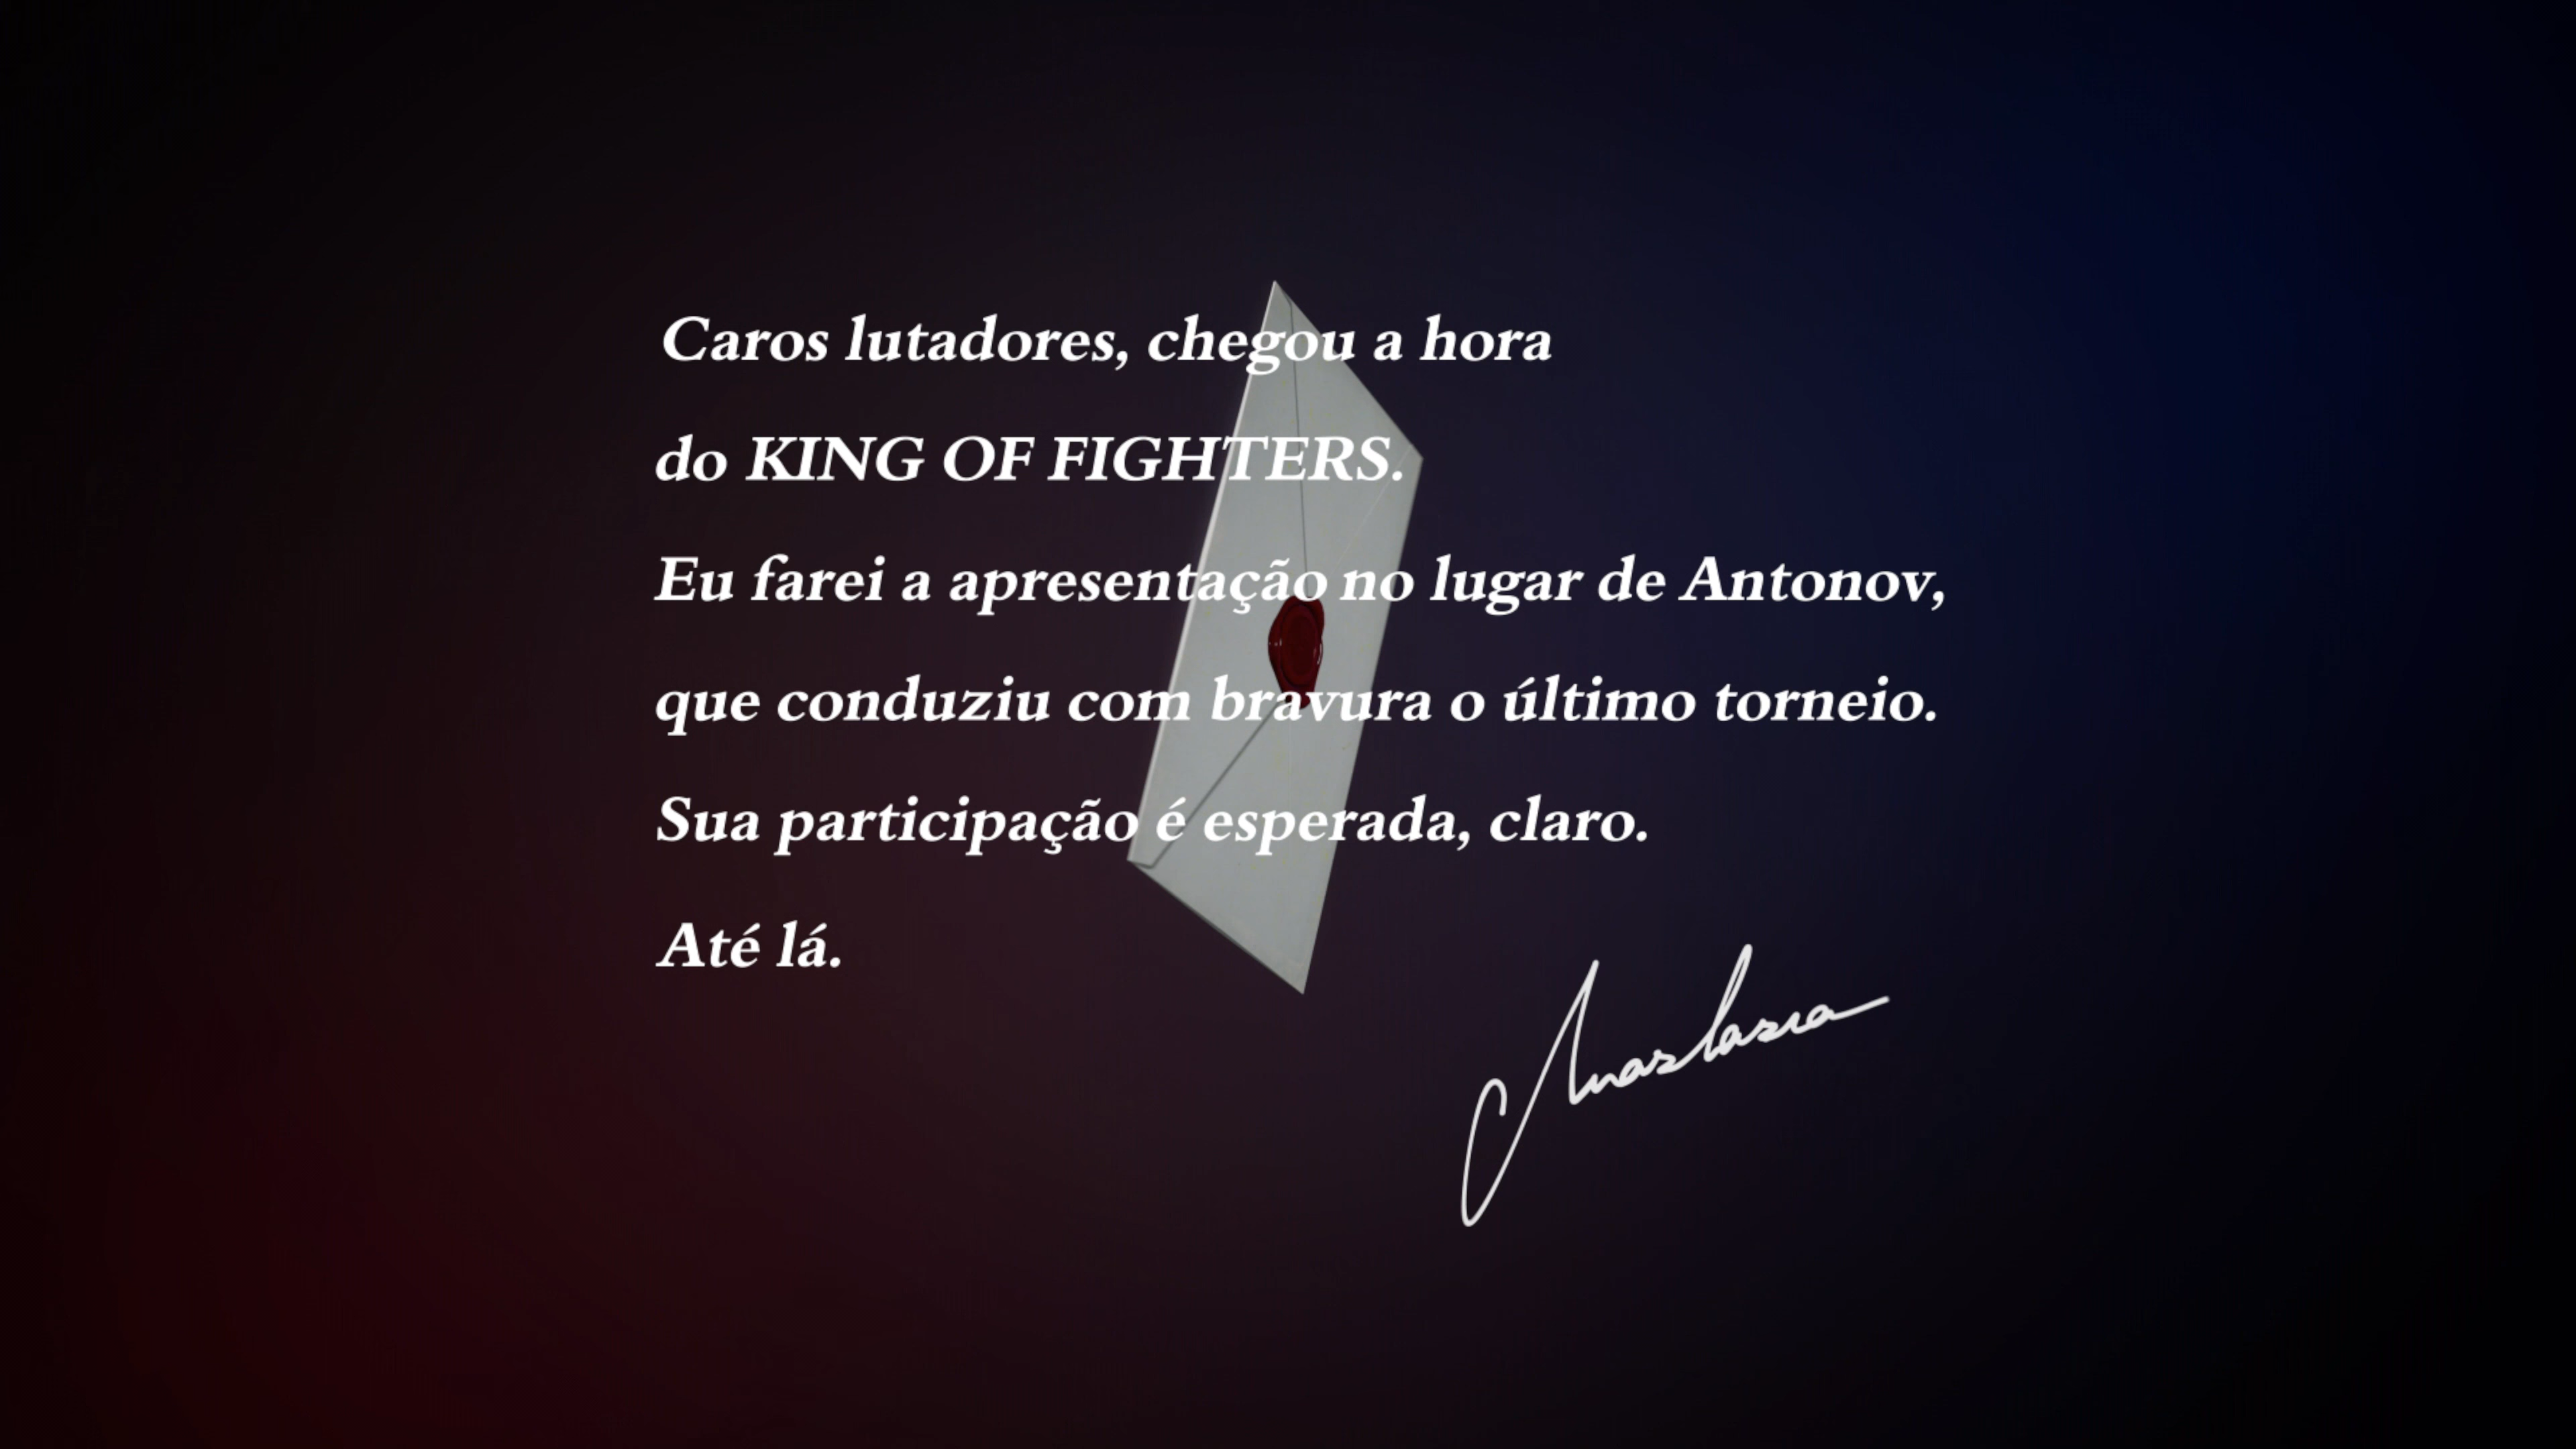 Caros lutadores, chegou a hora
do KING OF FIGHTERS.
Eu farei a apresentação no lugar de Antonov,
que conduziu com bravura o último torneio.
Sua participação é esperada, claro.
Até lá.
Anastasia